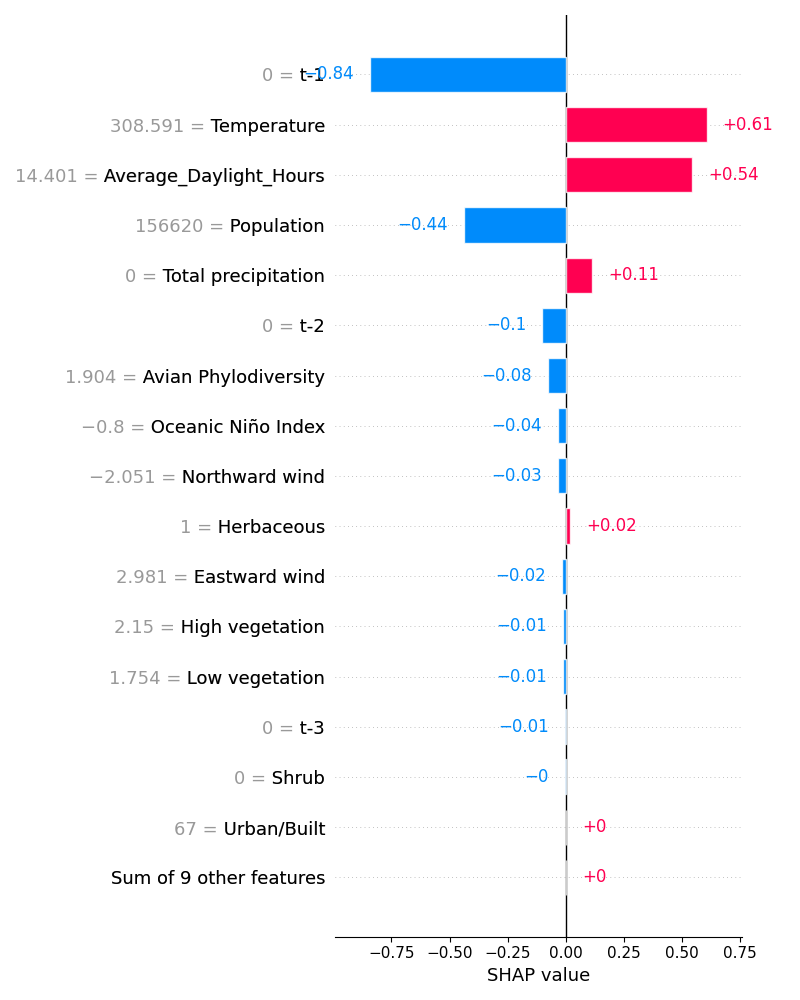 0 = t-1 −0.84
308.591 = Temperature +0.61
14.401 = Average_Daylight_Hours +0.54
156620 = Population −0.44
0 = Total precipitation +0.11
0 = t-2 −0.1
1.904 = Avian Phylodiversity −0.08
−0.8 = Oceanic Niño Index −0.04
−2.051 = Northward wind −0.03
1 = Herbaceous +0.02
2.981 = Eastward wind −0.02
2.15 = High vegetation −0.01
1.754 = Low vegetation −0.01
0 = t-3 −0.01
0 = Shrub −0
67 = Urban/Built +0
Sum of 9 other features +0
−0.75 −0.50 −0.25 0.00 0.25 0.50 0.75
SHAP value